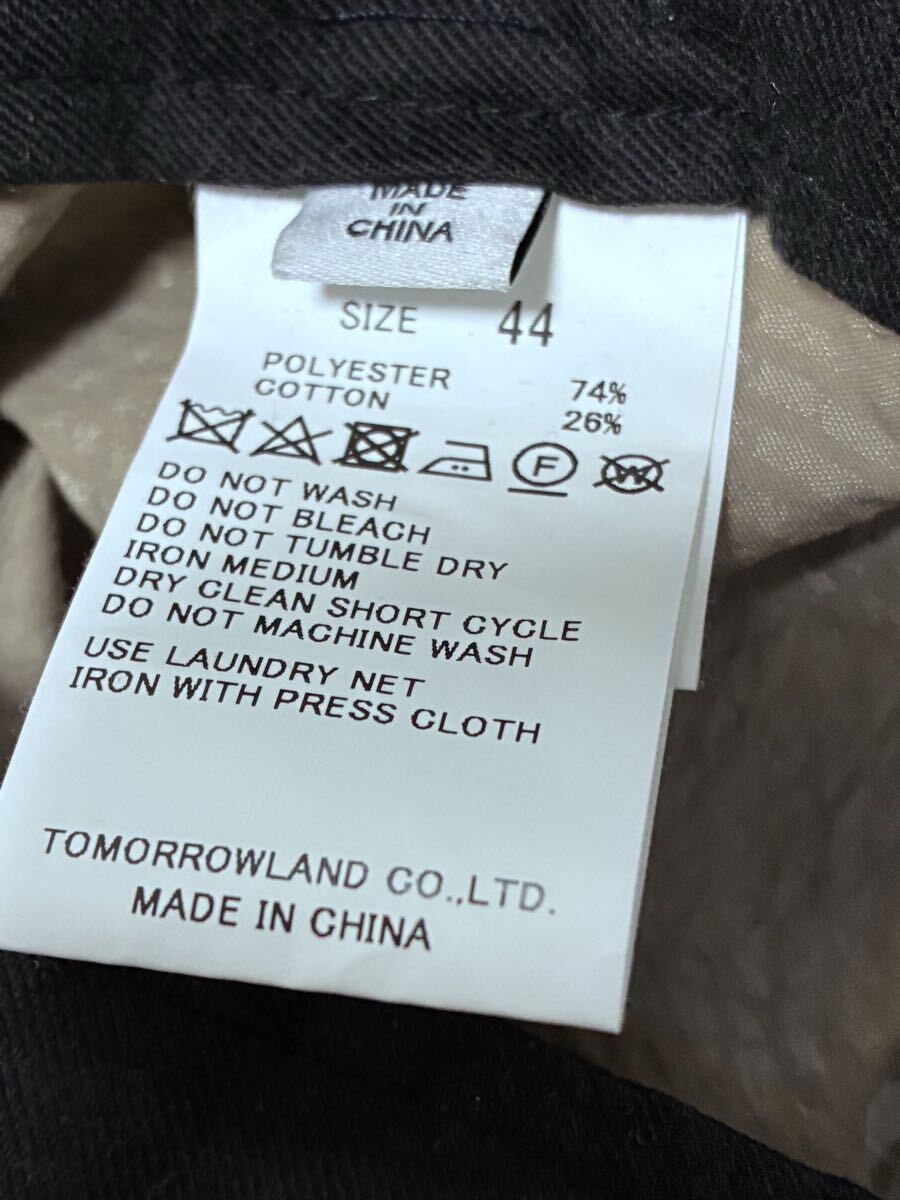 MADE
IN
CHINA
SIZE 44
POLYESTER 74%
COTTON 26%
F W
DO NOT WASH
DO NOT BLEACH
DO NOT TUMBLE DRY
IRON MEDIUM
DRY CLEAN SHORT CYCLE
DO NOT MACHINE WASH
USE LAUNDRY NET
IRON WITH PRESS CLOTH
TOMORROWLAND CO.,LTD.
MADE IN CHINA